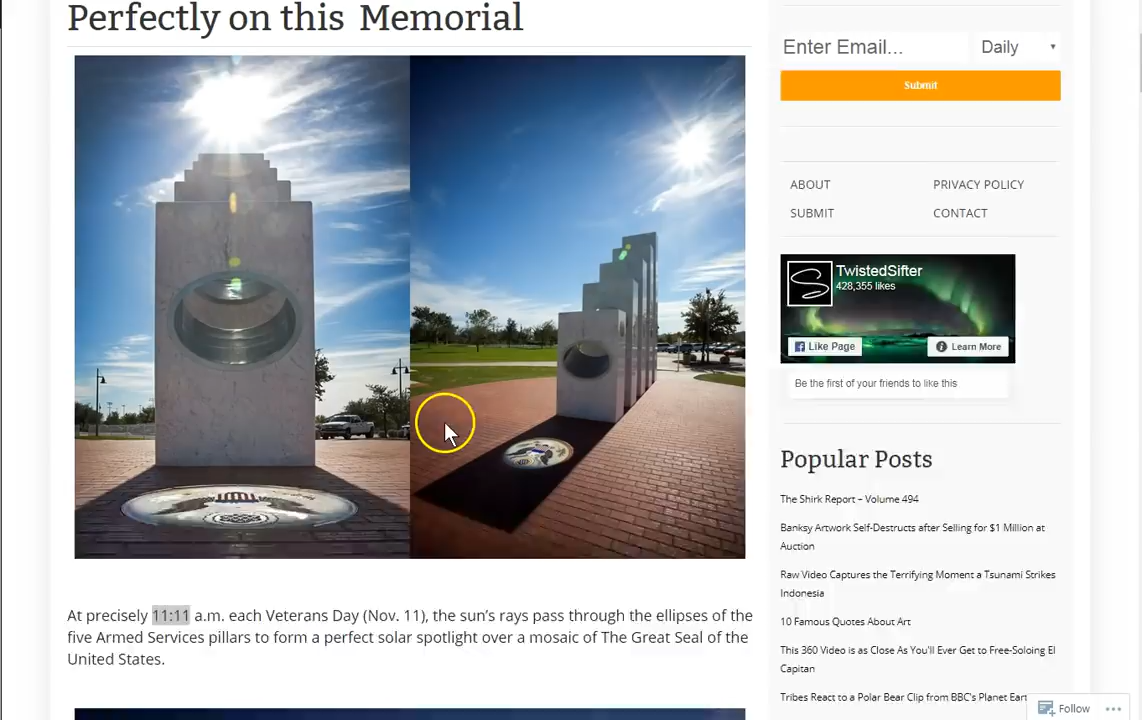 Perfectly on this Memorial
Enter Email...
Daily
Submit
ABOUT
PRIVACY POLICY
SUBMIT
CONTACT
TwistedSifter
428,355 likes
Like Page
Learn More
Be the first of your friends to like this
Popular Posts
The Shirk Report – Volume 494
Banksy Artwork Self-Destructs after Selling for $1 Million at
Auction
Raw Video Captures the Terrifying Moment a Tsunami Strikes
Indonesia
10 Famous Quotes About Art
This 360 Video is as Close As You'll Ever Get to Free-Soloing El
Capitan
Tribes React to a Polar Bear Clip from BBC's Planet Eart
At precisely 11:11 a.m. each Veterans Day (Nov. 11), the sun's rays pass through the ellipses of the
five Armed Services pillars to form a perfect solar spotlight over a mosaic of The Great Seal of the
United States.
Follow